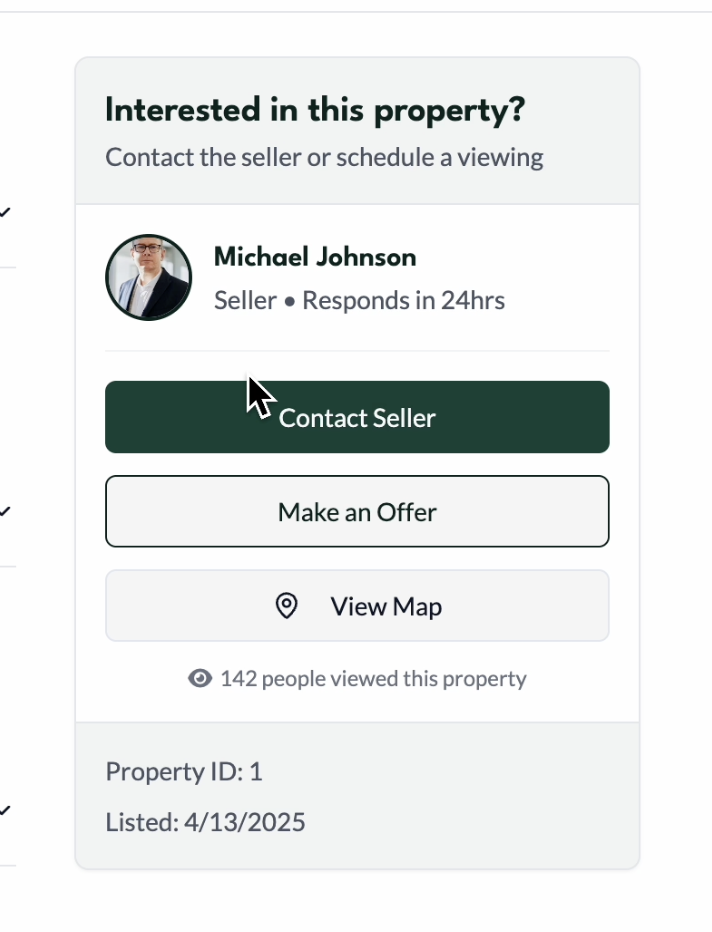 Interested in this property?
Contact the seller or schedule a viewing
Michael Johnson
Seller • Responds in 24hrs
Contact Seller
Make an Offer
View Map
142 people viewed this property
Property ID: 1
Listed: 4/13/2025